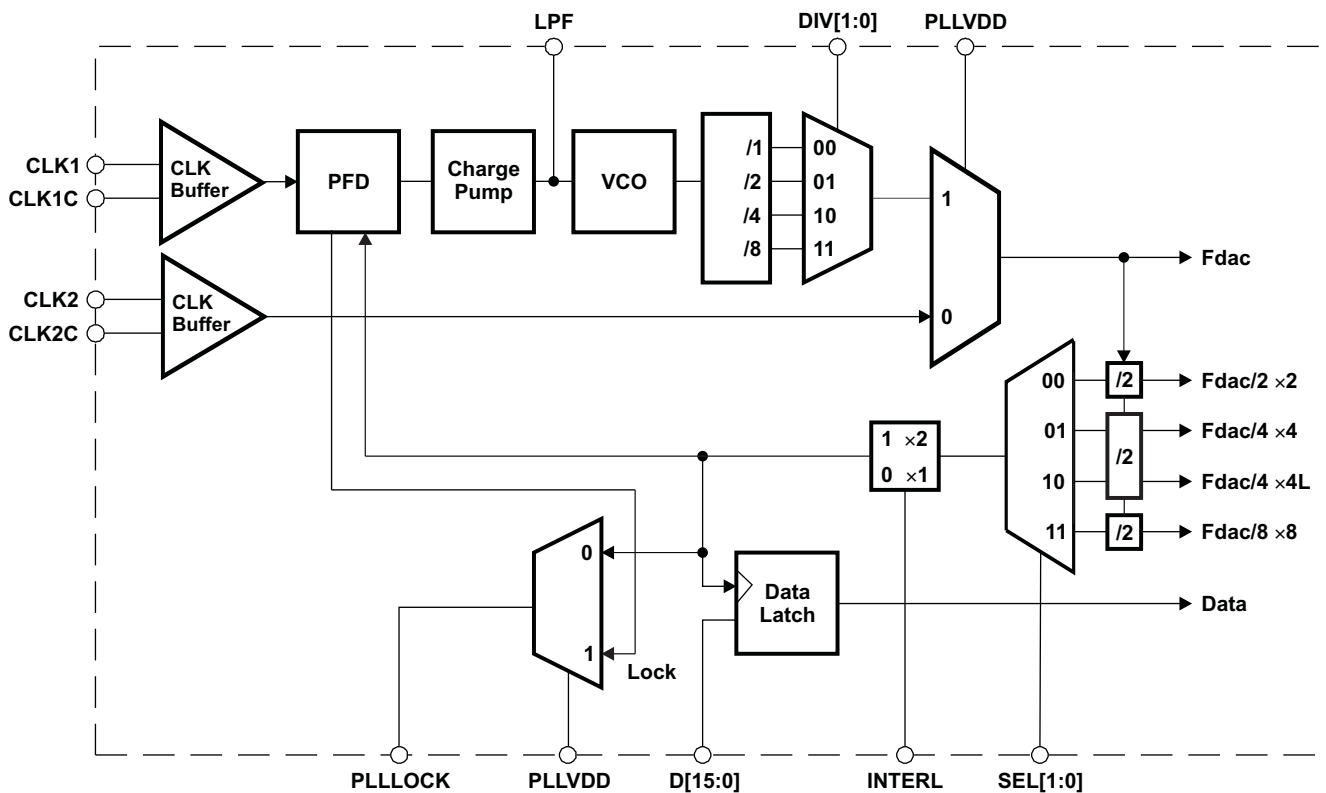 LPF
DIV[1:0]
PLLVDD
CLK1
CLK1C
CLK
Buffer
PFD
Charge
Pump
VCO
/1
/2
/4
/8
00
01
10
11
1
0
Fdac
CLK2
CLK2C
CLK
Buffer
00
01
10
11
/2
/2
/2
Fdac/2 ×2
Fdac/4 ×4
Fdac/4 ×4L
Fdac/8 ×8
1 ×2
0 ×1
0
1
Lock
Data
Latch
Data
PLLLOCK
PLLVDD
D[15:0]
INTERL
SEL[1:0]